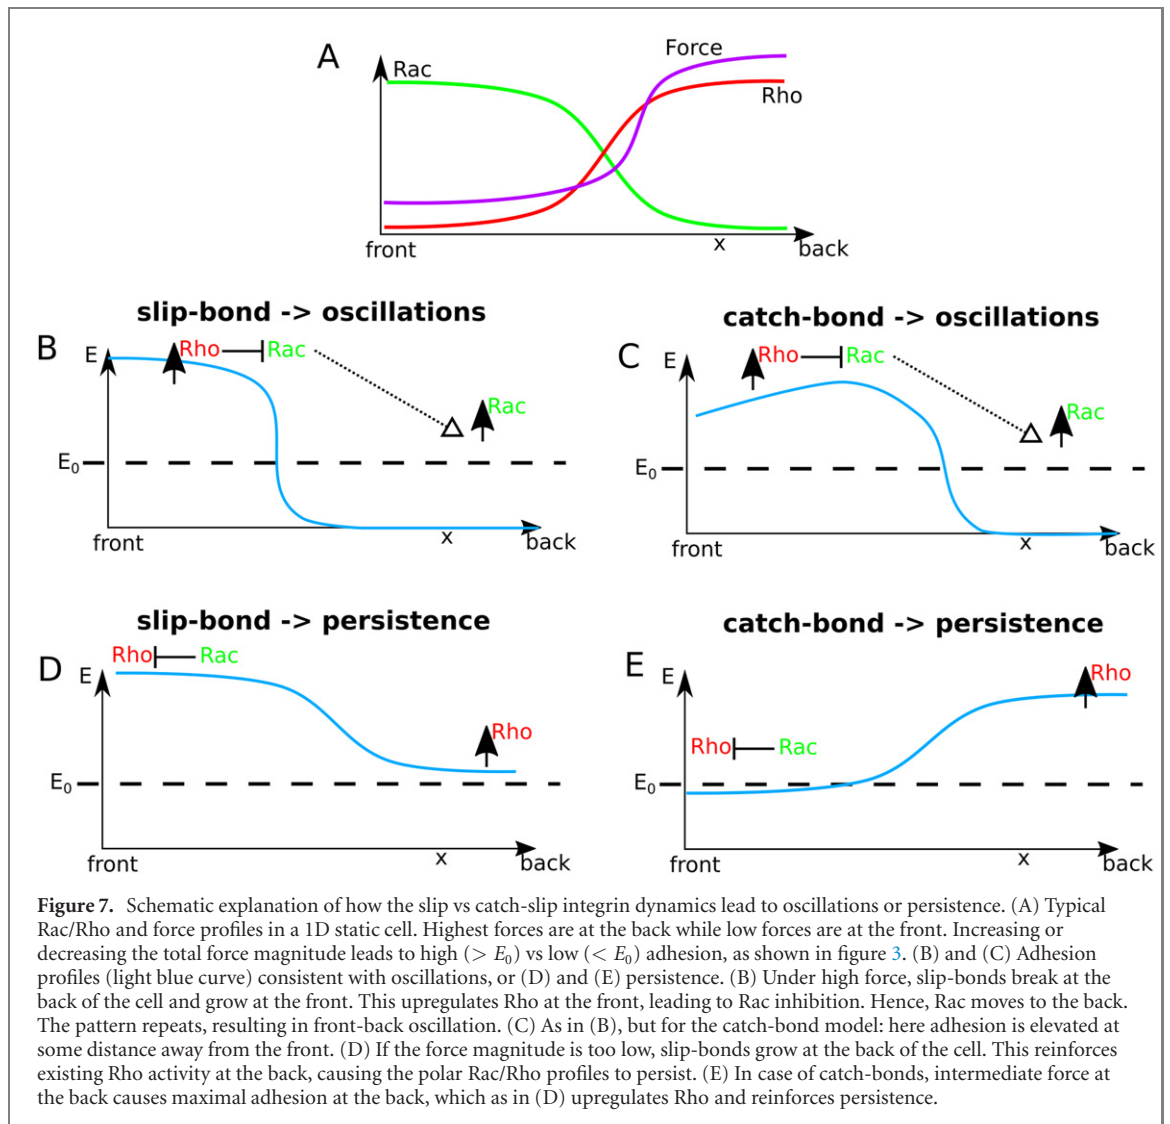 A
Rac
Force
Rho
front
x
back
slip-bond -> oscillations
B
E
Rho
Rac
Rac
E0
front
x
back
catch-bond -> oscillations
C
E
Rho
Rac
Rac
E0
front
x
back
slip-bond -> persistence
D
Rho
Rac
E
Rho
E0
front
x
back
catch-bond -> persistence
E
E
Rho
Rho
Rac
E0
front
x
back
Figure 7. Schematic explanation of how the slip vs catch-slip integrin dynamics lead to oscillations or persistence. (A) Typical
Rac/Rho and force profiles in a 1D static cell. Highest forces are at the back while low forces are at the front. Increasing or
decreasing the total force magnitude leads to high (> E0) vs low (< E0) adhesion, as shown in figure 3. (B) and (C) Adhesion
profiles (light blue curve) consistent with oscillations, or (D) and (E) persistence. (B) Under high force, slip-bonds break at the
back of the cell and grow at the front. This upregulates Rho at the front, leading to Rac inhibition. Hence, Rac moves to the back.
The pattern repeats, resulting in front-back oscillation. (C) As in (B), but for the catch-bond model: here adhesion is elevated at
some distance away from the front. (D) If the force magnitude is too low, slip-bonds grow at the back of the cell. This reinforces
existing Rho activity at the back, causing the polar Rac/Rho profiles to persist. (E) In case of catch-bonds, intermediate force at
the back causes maximal adhesion at the back, which as in (D) upregulates Rho and reinforces persistence.